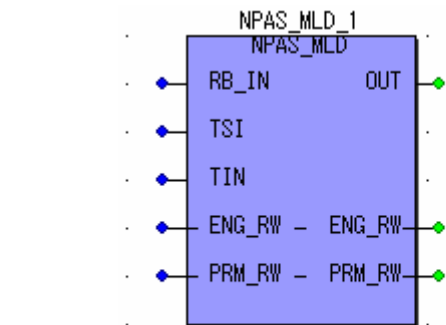 NPAS_MLD_1
NPAS_MLD
RB_IN OUT
TSI
TIN
ENG_RW – ENG_RW
PRM_RW – PRM_RW